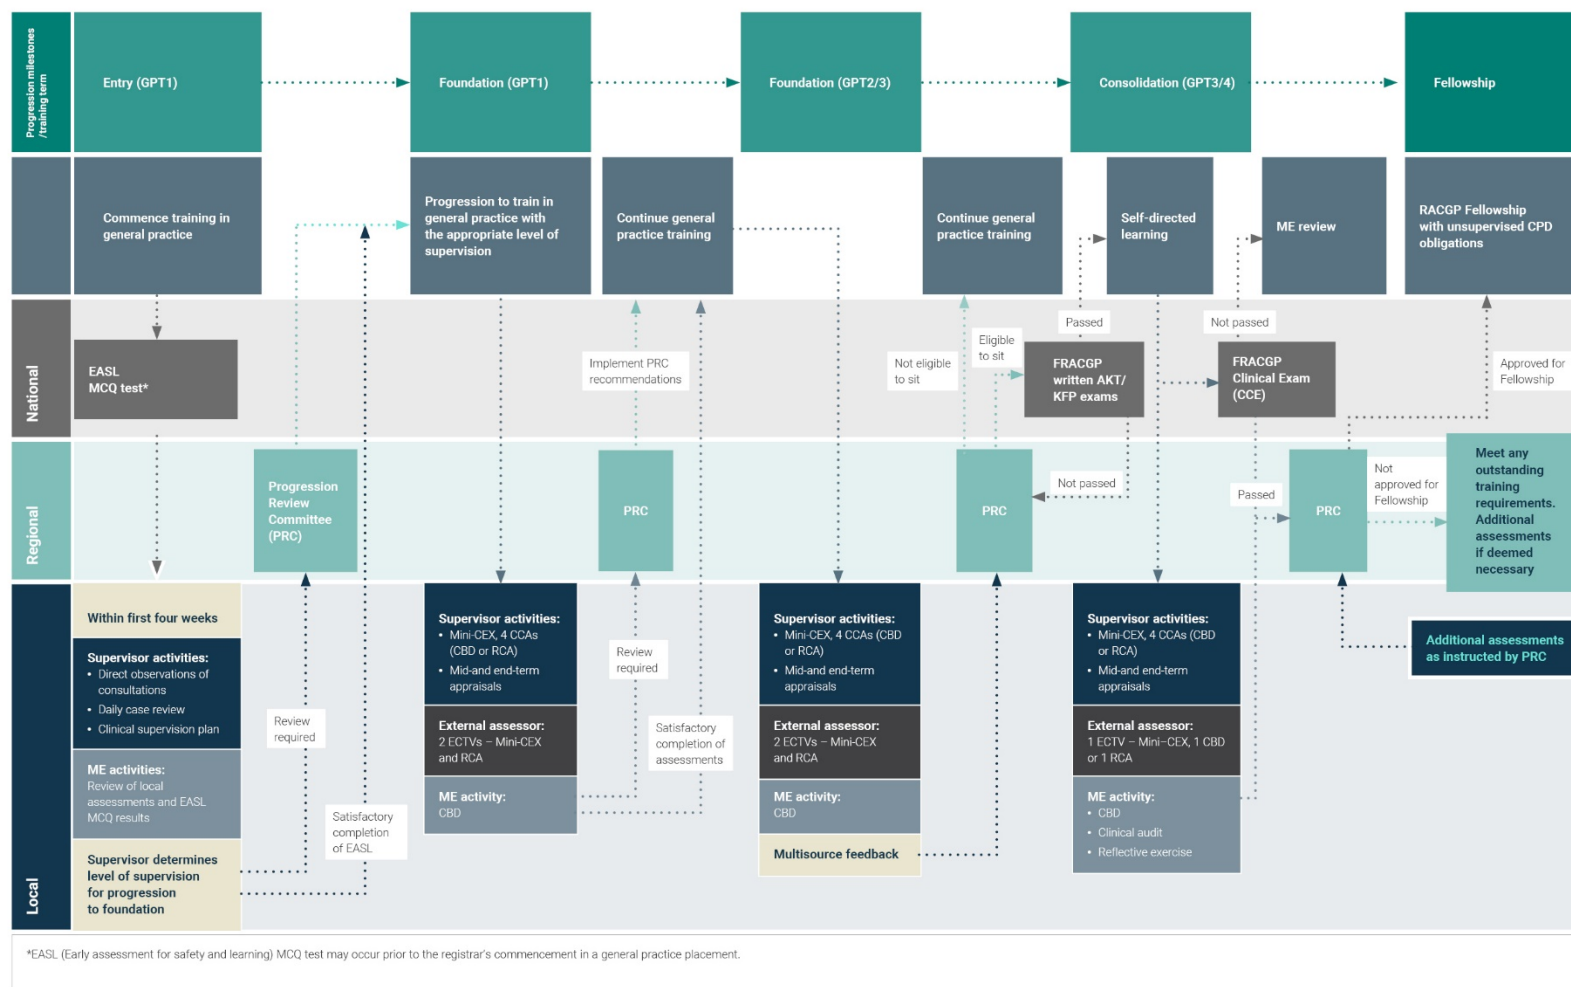 Progression milestones
/training term
Entry (GPT1)
Foundation (GPT1)
Foundation (GPT2/3)
Consolidation (GPT3/4)
Fellowship
Commence training in
general practice
Progression to train in
general practice with
the appropriate level of
supervision
Continue general
practice training
Continue general
practice training
Self-directed
learning
ME review
RACGP Fellowship
with unsupervised CPD
obligations
National
EASL
MCQ test*
Implement PRC
recommendations
Not eligible
to sit
Eligible
to sit
Passed
FRACGP
written AKT/
KFP exams
Not passed
FRACGP
Clinical Exam
(CCE)
Approved for
Fellowship
Regional
Progression
Review
Committee
(PRC)
PRC
PRC
Not passed
Passed
PRC
Not
approved for
Fellowship
Meet any
outstanding
training
requirements.
Additional
assessments
if deemed
necessary
Local
Within first four weeks
Supervisor activities:
• Direct observations of
consultations
• Daily case review
• Clinical supervision plan
ME activities:
Review of local
assessments and EASL
MCQ results
Supervisor determines
level of supervision
for progression
to foundation
Review
required
Satisfactory
completion
of EASL
Supervisor activities:
• Mini-CEX, 4 CCAs
(CBD or RCA)
• Mid-and end-term
appraisals
External assessor:
2 ECTVs – Mini-CEX
and RCA
ME activity:
CBD
Review
required
Satisfactory
completion of
assessments
Supervisor activities:
• Mini-CEX, 4 CCAs (CBD
or RCA)
• Mid-and end-term
appraisals
External assessor:
2 ECTVs – Mini-CEX
and RCA
ME activity:
CBD
Multisource feedback
Supervisor activities:
• Mini-CEX, 4 CCAs (CBD
or RCA)
• Mid-and end-term
appraisals
External assessor:
1 ECTV – Mini–CEX, 1 CBD
or 1 RCA
ME activity:
• CBD
• Clinical audit
• Reflective exercise
Additional assessments
as instructed by PRC
*EASL (Early assessment for safety and learning) MCQ test may occur prior to the registrar's commencement in a general practice placement.